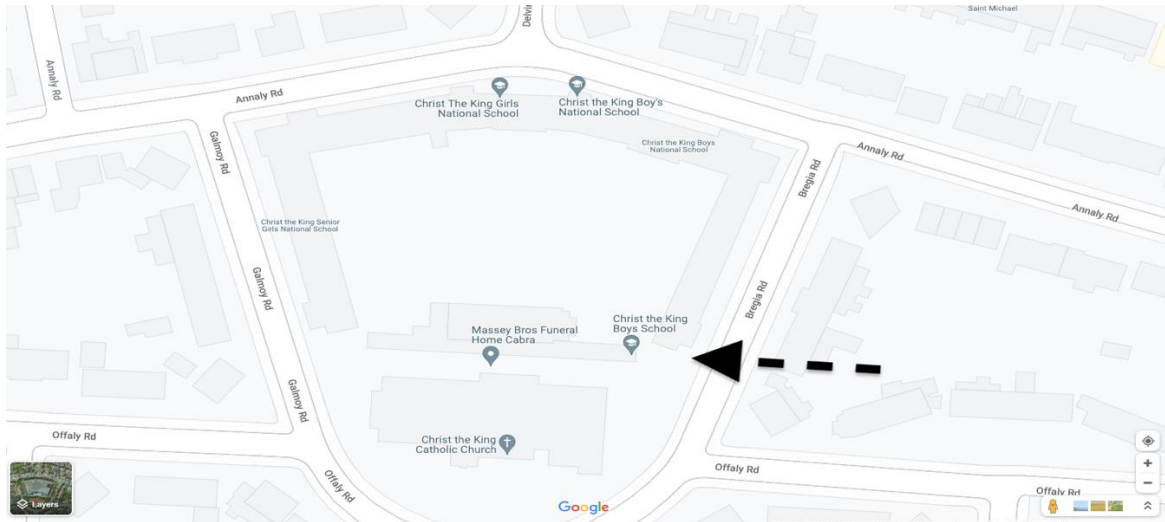 Saint Michael
Delvin
Annaly Rd
Annaly Rd
Christ The King Girls
National School
Christ the King Boy's
National School
Christ the King Boys
National School
Galmoy Rd
Annaly Rd
Bregia Rd
Annaly Rd
Christ the King Senior
Girls National School
Galmoy Rd
Bregia Rd
Christ the King
Boys School
Massey Bros Funeral
Home Cabra
Galmoy Rd
Offaly Rd
Christ the King
Catholic Church
Offaly Rd
Offaly Rd
Offaly Rd
Layers
Google